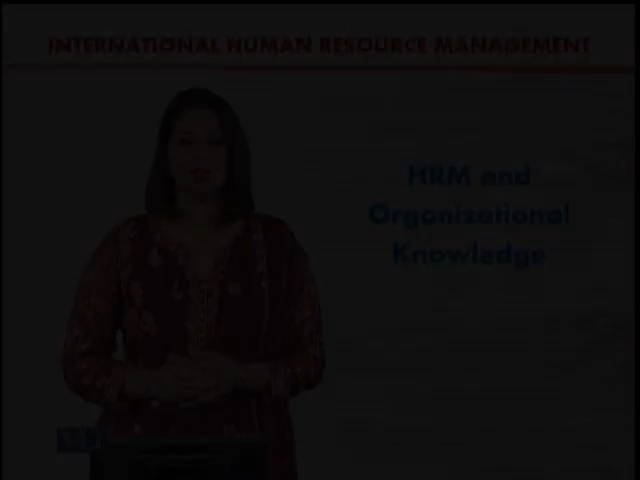 INTERNATIONAL HUMAN RESOURCE MANAGEMENT
HRM and
Organizational
Knowledge